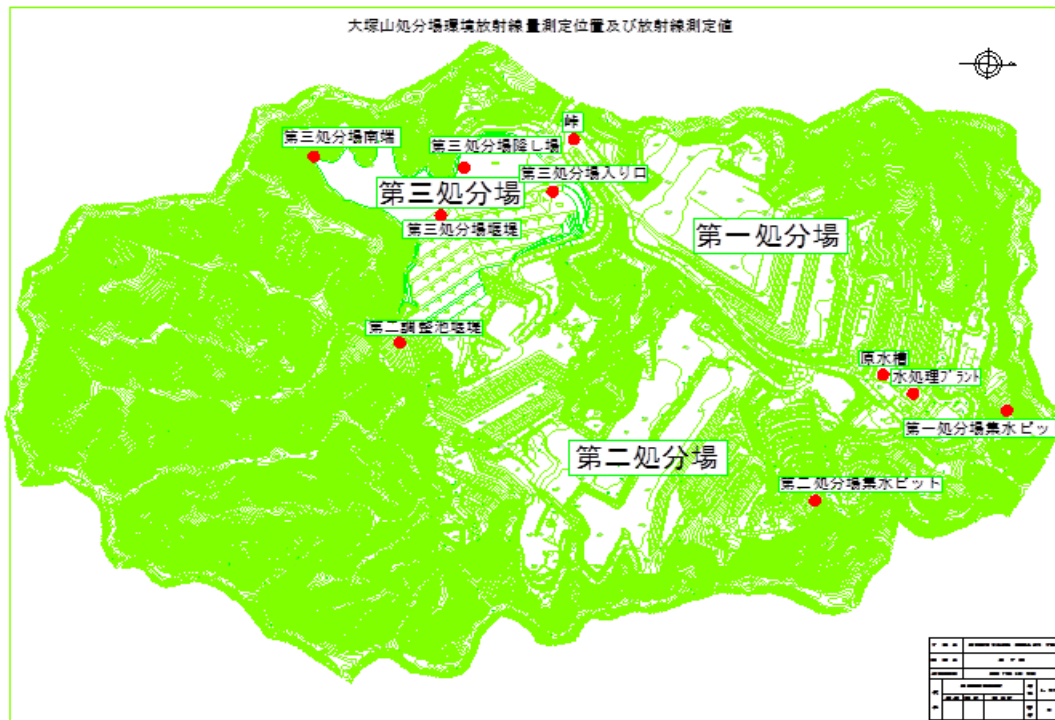 大塚山処分場環境放射線量測定位置及び放射線測定値
峠
第三処分場南端
第三処分場降し場
第三処分場入り口
第三処分場
第三処分場堰堤
第一処分場
第二調整池堰堤
原水槽
水処理プラント
第一処分場集水ピッ
第二処分場
第二処分場集水ピット